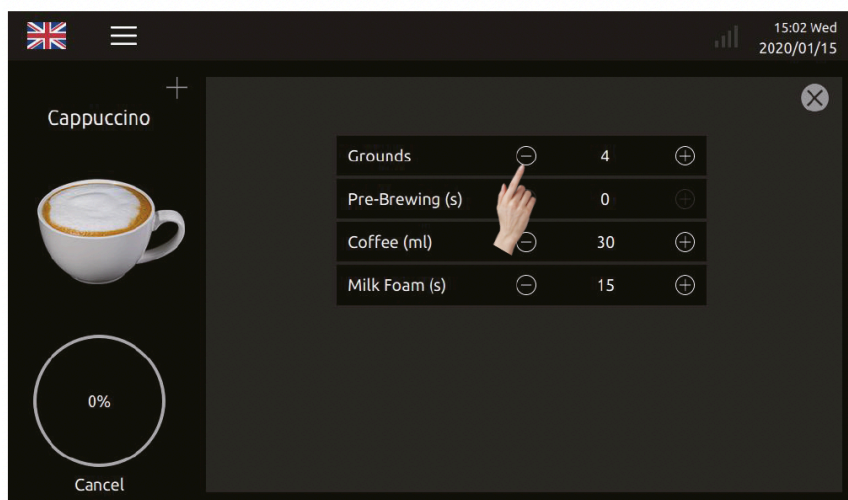 15:02 Wed
2020/01/15
Cappuccino
Grounds 4
Pre-Brewing (s) 0
Coffee (ml) 30
Milk Foam (s) 15
0%
Cancel